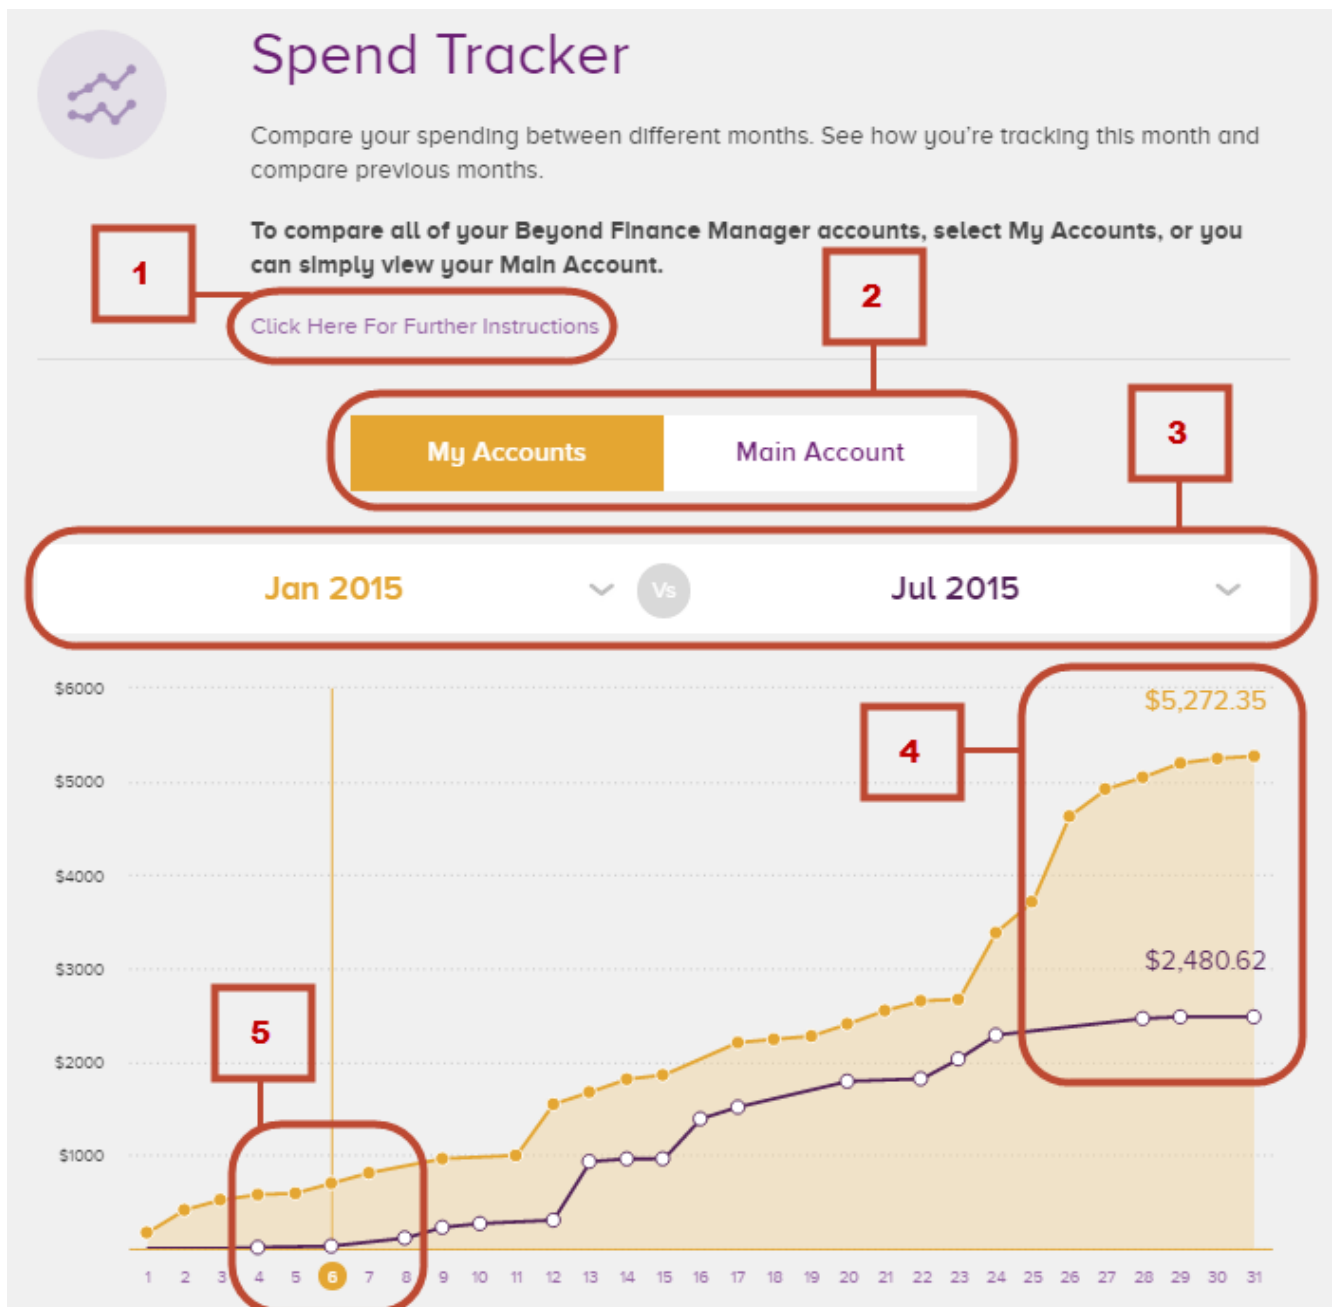 Spend Tracker
Compare your spending between different months. See how you're tracking this month and
compare previous months.
To compare all of your Beyond Finance Manager accounts, select My Accounts, or you
can simply view your Main Account.
1
2
Click Here For Further Instructions
3
My Accounts Main Account
Jan 2015 Vs Jul 2015
$6000
$5,272.35
4
$5000
$4000
$3000
$2,480.62
5
$2000
$1000
1 2 3 4 5 6 7 8 9 10 11 12 13 14 15 16 17 18 19 20 21 22 23 24 25 26 27 28 29 30 31